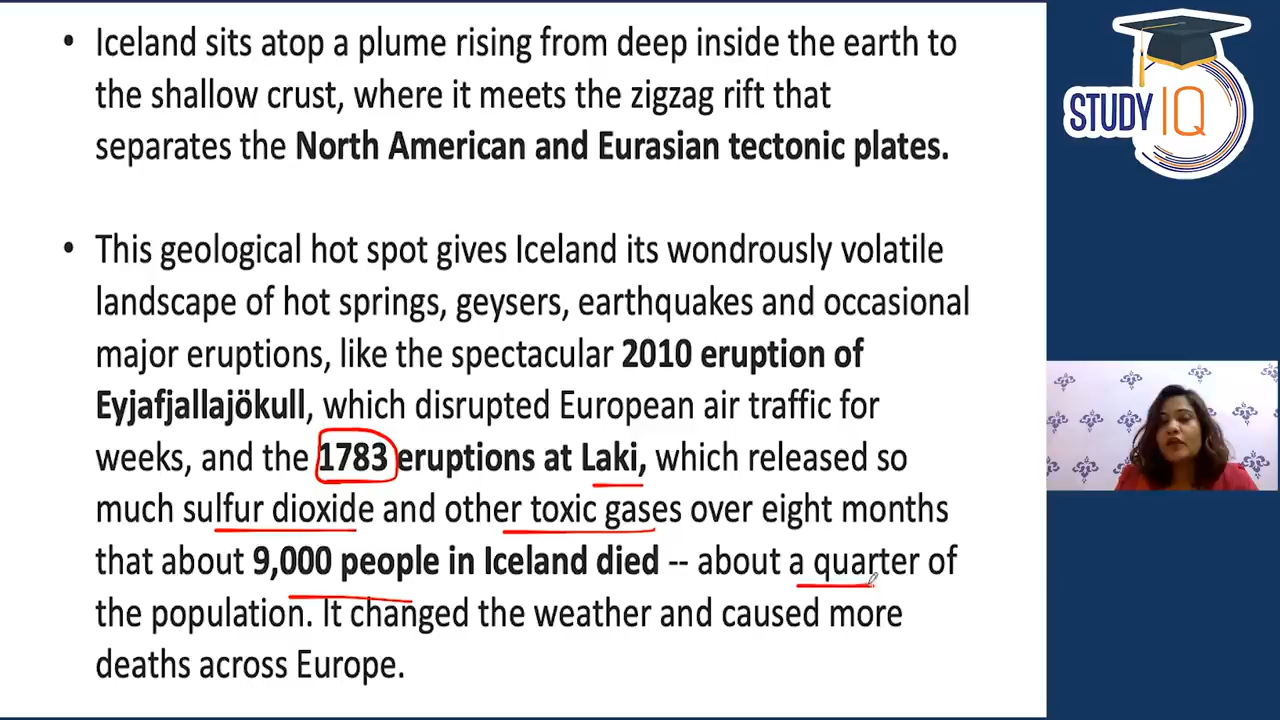 • Iceland sits atop a plume rising from deep inside the earth to
the shallow crust, where it meets the zigzag rift that
separates the North American and Eurasian tectonic plates.
• This geological hot spot gives Iceland its wondrously volatile
landscape of hot springs, geysers, earthquakes and occasional
major eruptions, like the spectacular 2010 eruption of
Eyjafjallajökull, which disrupted European air traffic for
weeks, and the 1783 eruptions at Laki, which released so
much sulfur dioxide and other toxic gases over eight months
that about 9,000 people in Iceland died -- about a quarter of
the population. It changed the weather and caused more
deaths across Europe.
STUDY IQ